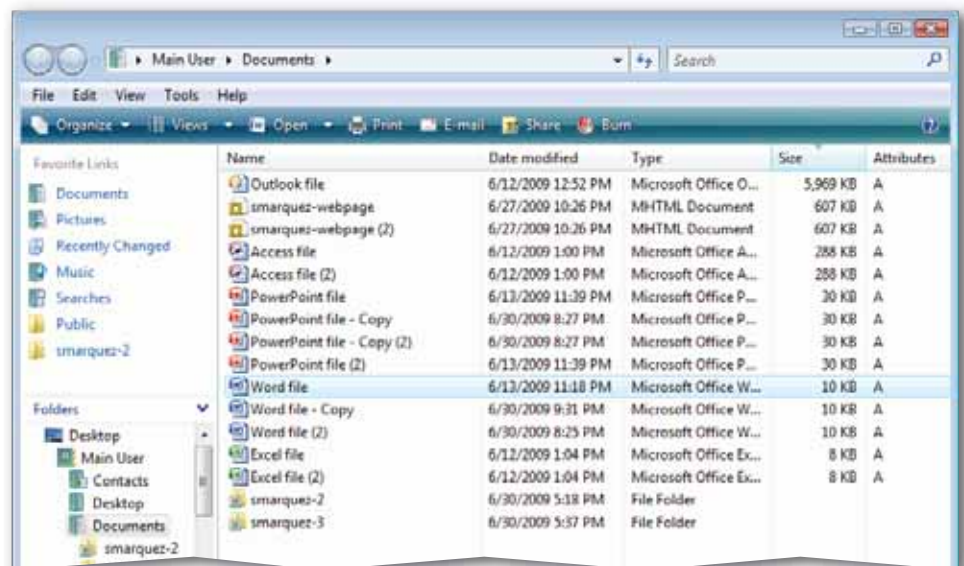 Main User Documents Search
File Edit View Tools Help
Organize Views Open Print E-mail Share Burn
Favorite Links
Documents
Pictures
Recently Changed
Music
Searches
Public
smarquez-2
Folders
Desktop
Main User
Contacts
Desktop
Documents
smarquez-2
Name Date modified Type Size Attributes
Outlook file 6/12/2009 12:52 PM Microsoft Office O... 5,969 KB A
smarquez-webpage 6/27/2009 10:26 PM MHTML Document 607 KB A
smarquez-webpage (2) 6/27/2009 10:26 PM MHTML Document 607 KB A
Access file 6/12/2009 1:00 PM Microsoft Office A... 288 KB A
Access file (2) 6/12/2009 1:00 PM Microsoft Office A... 288 KB A
PowerPoint file 6/13/2009 11:39 PM Microsoft Office P... 30 KB A
PowerPoint file - Copy 6/30/2009 8:27 PM Microsoft Office P... 30 KB A
PowerPoint file - Copy (2) 6/30/2009 8:27 PM Microsoft Office P... 30 KB A
PowerPoint file (2) 6/13/2009 11:39 PM Microsoft Office P... 30 KB A
Word file 6/13/2009 11:18 PM Microsoft Office W... 10 KB A
Word file - Copy 6/30/2009 9:31 PM Microsoft Office W... 10 KB A
Word file (2) 6/30/2009 8:25 PM Microsoft Office W... 10 KB A
Excel file 6/12/2009 1:04 PM Microsoft Office Ex... 8 KB A
Excel file (2) 6/12/2009 1:04 PM Microsoft Office Ex... 8 KB A
smarquez-2 6/30/2009 5:18 PM File Folder
smarquez-3 6/30/2009 5:37 PM File Folder